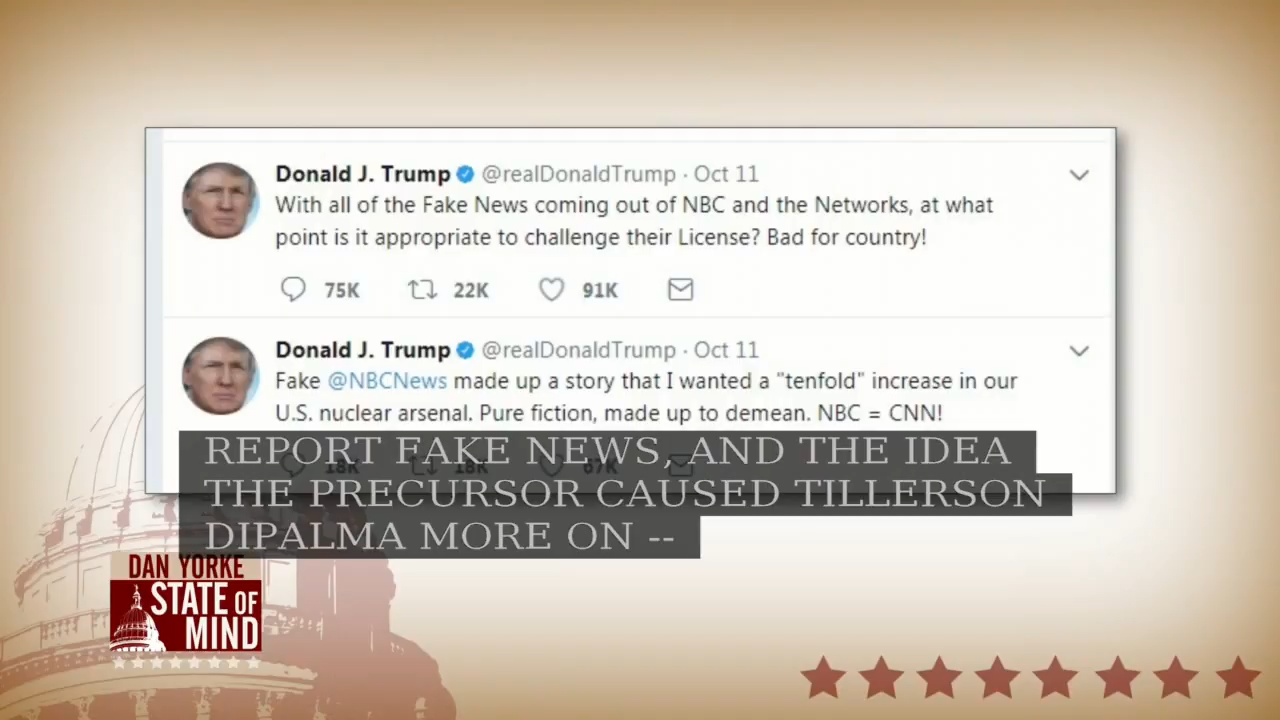 Donald J. Trump @realDonaldTrump · Oct 11
With all of the Fake News coming out of NBC and the Networks, at what
point is it appropriate to challenge their License? Bad for country!
75K 22K 91K
Donald J. Trump @realDonaldTrump · Oct 11
Fake @NBCNews made up a story that I wanted a "tenfold" increase in our
U.S. nuclear arsenal. Pure fiction, made up to demean. NBC = CNN!
REPORT FAKE NEWS, AND THE IDEA
THE PRECURSOR CAUSED TILLERSON
DIPALMA MORE ON --
DAN YORKE
STATE OF
MIND